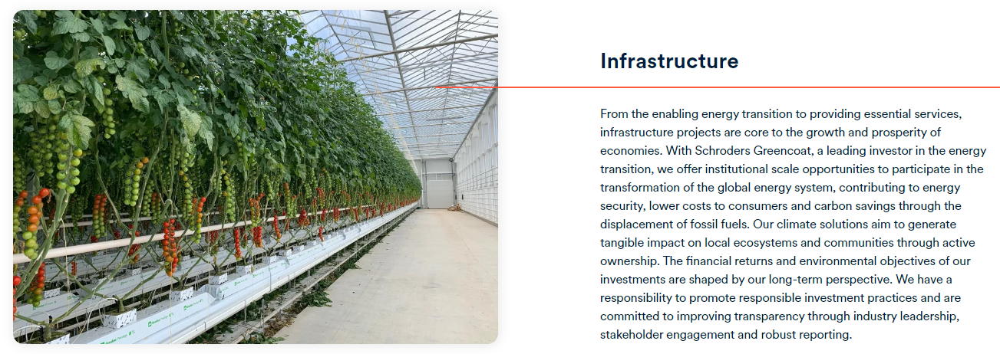 Infrastructure
From the enabling energy transition to providing essential services,
infrastructure projects are core to the growth and prosperity of
economies. With Schroders Greencoat, a leading investor in the energy
transition, we offer institutional scale opportunities to participate in the
transformation of the global energy system, contributing to energy
security, lower costs to consumers and carbon savings through the
displacement of fossil fuels. Our climate solutions aim to generate
tangible impact on local ecosystems and communities through active
ownership. The financial returns and environmental objectives of our
investments are shaped by our long-term perspective. We have a
responsibility to promote responsible investment practices and are
committed to improving transparency through industry leadership,
stakeholder engagement and robust reporting.